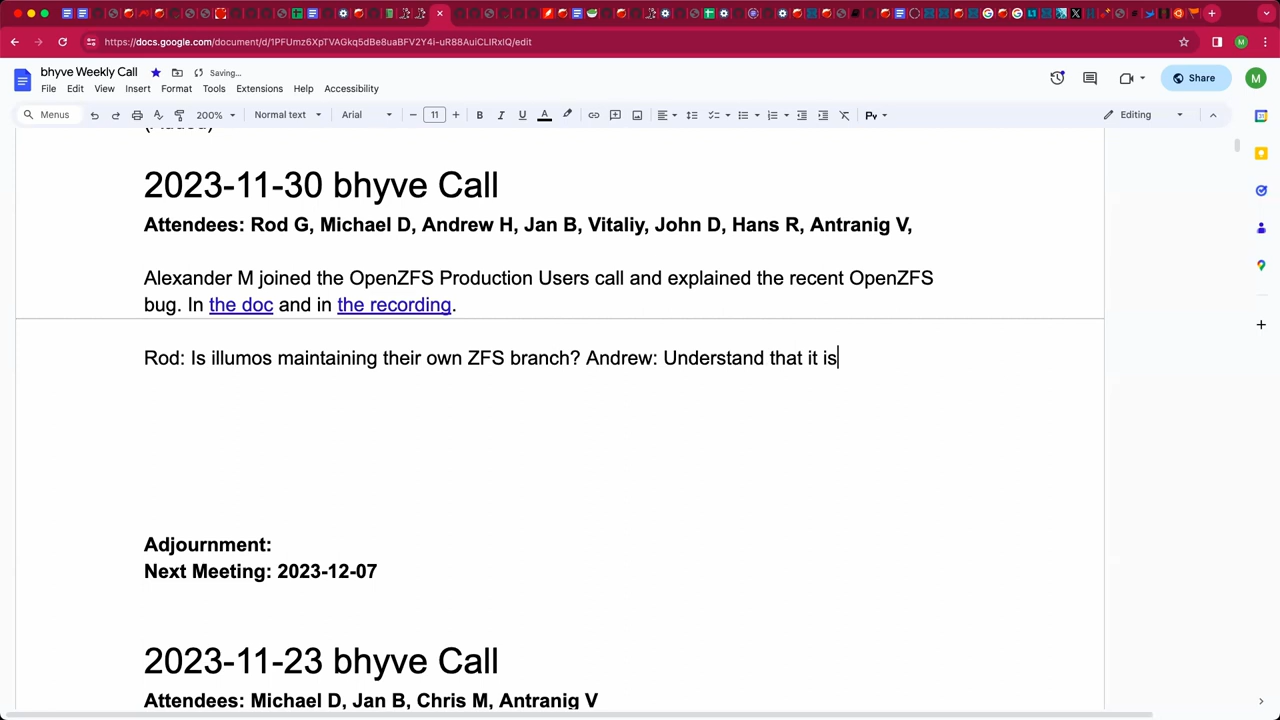 https://docs.google.com/document/d/1PFUmz6XpTVAGkq5dBe8uaBFV2Y4i-uR88AuiCLIRxIQ/edit
bhyve Weekly Call
Saving...
File Edit View Insert Format Tools Extensions Help Accessibility
Share
M
Menus
200%
Normal text
Arial
11
Editing
2023-11-30 bhyve Call
Attendees: Rod G, Michael D, Andrew H, Jan B, Vitaliy, John D, Hans R, Antranig V,
Alexander M joined the OpenZFS Production Users call and explained the recent OpenZFS
bug. In the doc and in the recording.
Rod: Is illumos maintaining their own ZFS branch? Andrew: Understand that it is
Adjournment:
Next Meeting: 2023-12-07
2023-11-23 bhyve Call
Attendees: Michael D, Jan B, Chris M, Antranig V